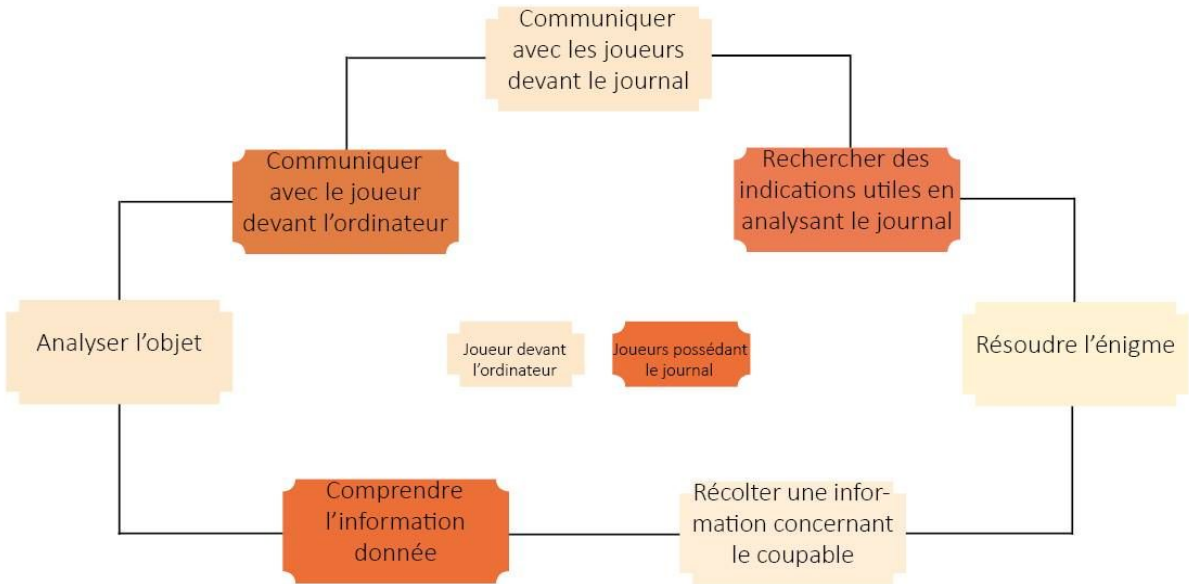 Communiquer
avec les joueurs
devant le journal
Communiquer
avec le joueur
devant l’ordinateur
Rechercher des
indications utiles en
analysant le journal
Analyser l’objet
Joueur devant
l’ordinateur
Joueurs possédant
le journal
Résoudre l’énigme
Comprendre
l’information
donnée
Récolter une infor-
mation concernant
le coupable